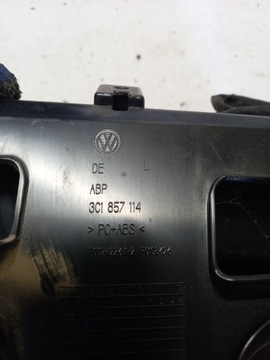 DE L
ABP
3C1 857 114
> PC+ABS <